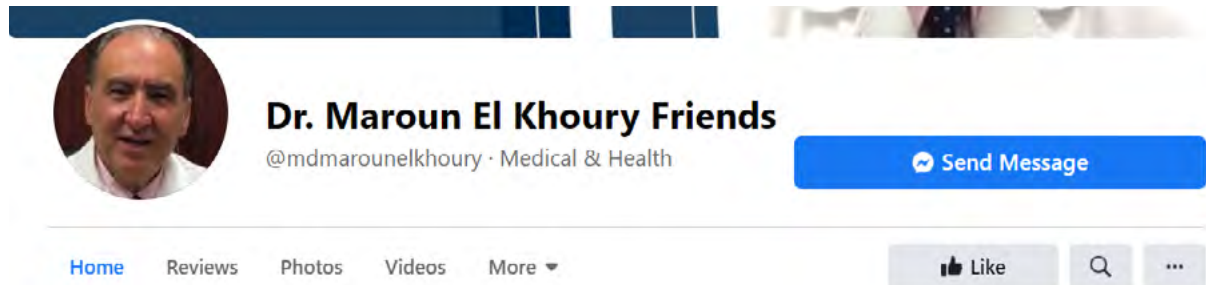 Dr. Maroun El Khoury Friends
@mdmarounelkhoury · Medical & Health
Send Message
Home Reviews Photos Videos More
Like